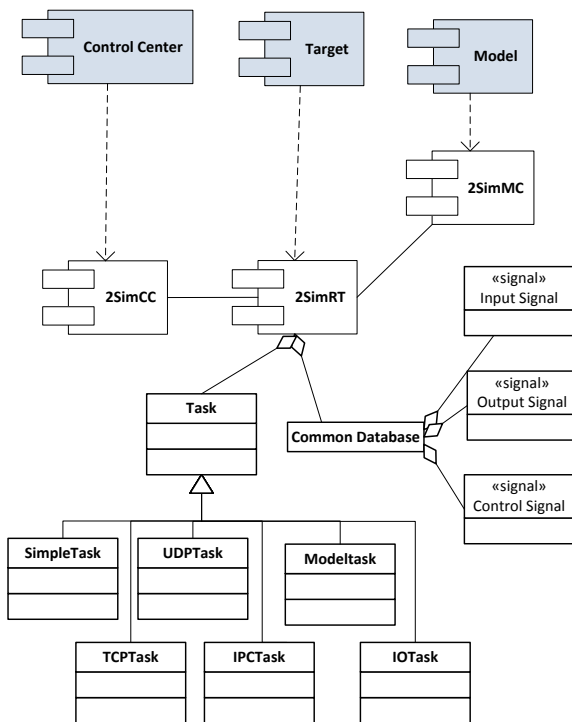 Control Center
Target
Model
2SimMC
2SimCC
2SimRT
«signal»
Input Signal
«signal»
Output Signal
Task
Common Database
«signal»
Control Signal
SimpleTask
UDPTask
Modeltask
TCPTask
IPCTask
IOTask